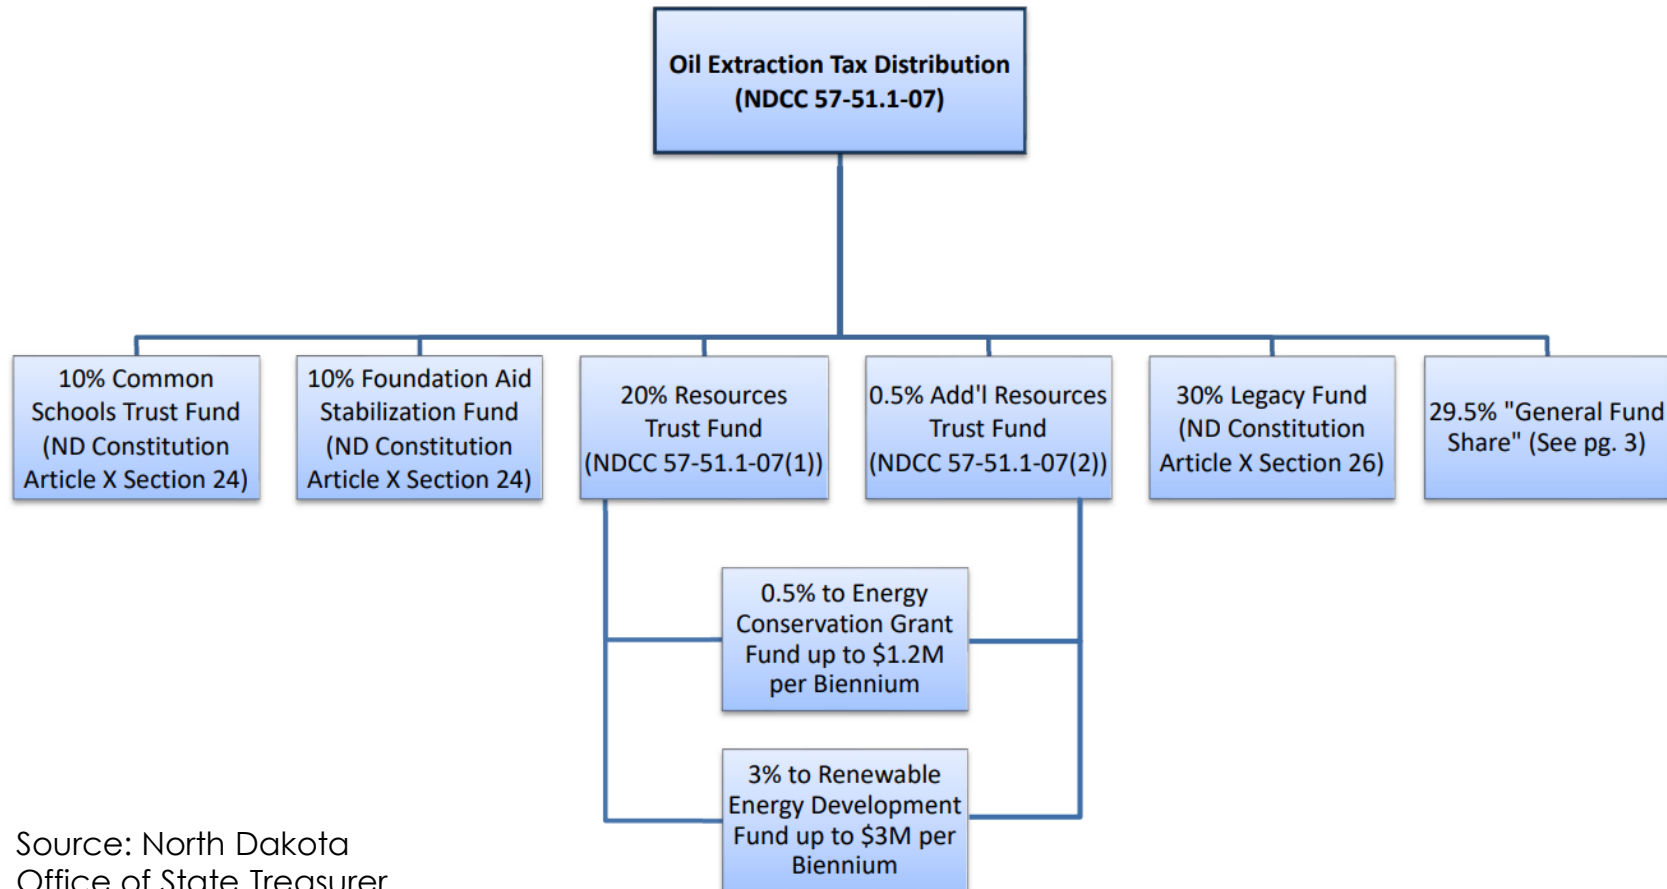 Oil Extraction Tax Distribution
(NDCC 57-51.1-07)
10% Common
Schools Trust Fund
(ND Constitution
Article X Section 24)
10% Foundation Aid
Stabilization Fund
(ND Constitution
Article X Section 24)
20% Resources
Trust Fund
(NDCC 57-51.1-07(1))
0.5% Add'l Resources
Trust Fund
(NDCC 57-51.1-07(2))
30% Legacy Fund
(ND Constitution
Article X Section 26)
29.5% "General Fund
Share" (See pg. 3)
0.5% to Energy
Conservation Grant
Fund up to $1.2M
per Biennium
3% to Renewable
Energy Development
Fund up to $3M per
Biennium
Source: North Dakota
Office of State Treasurer